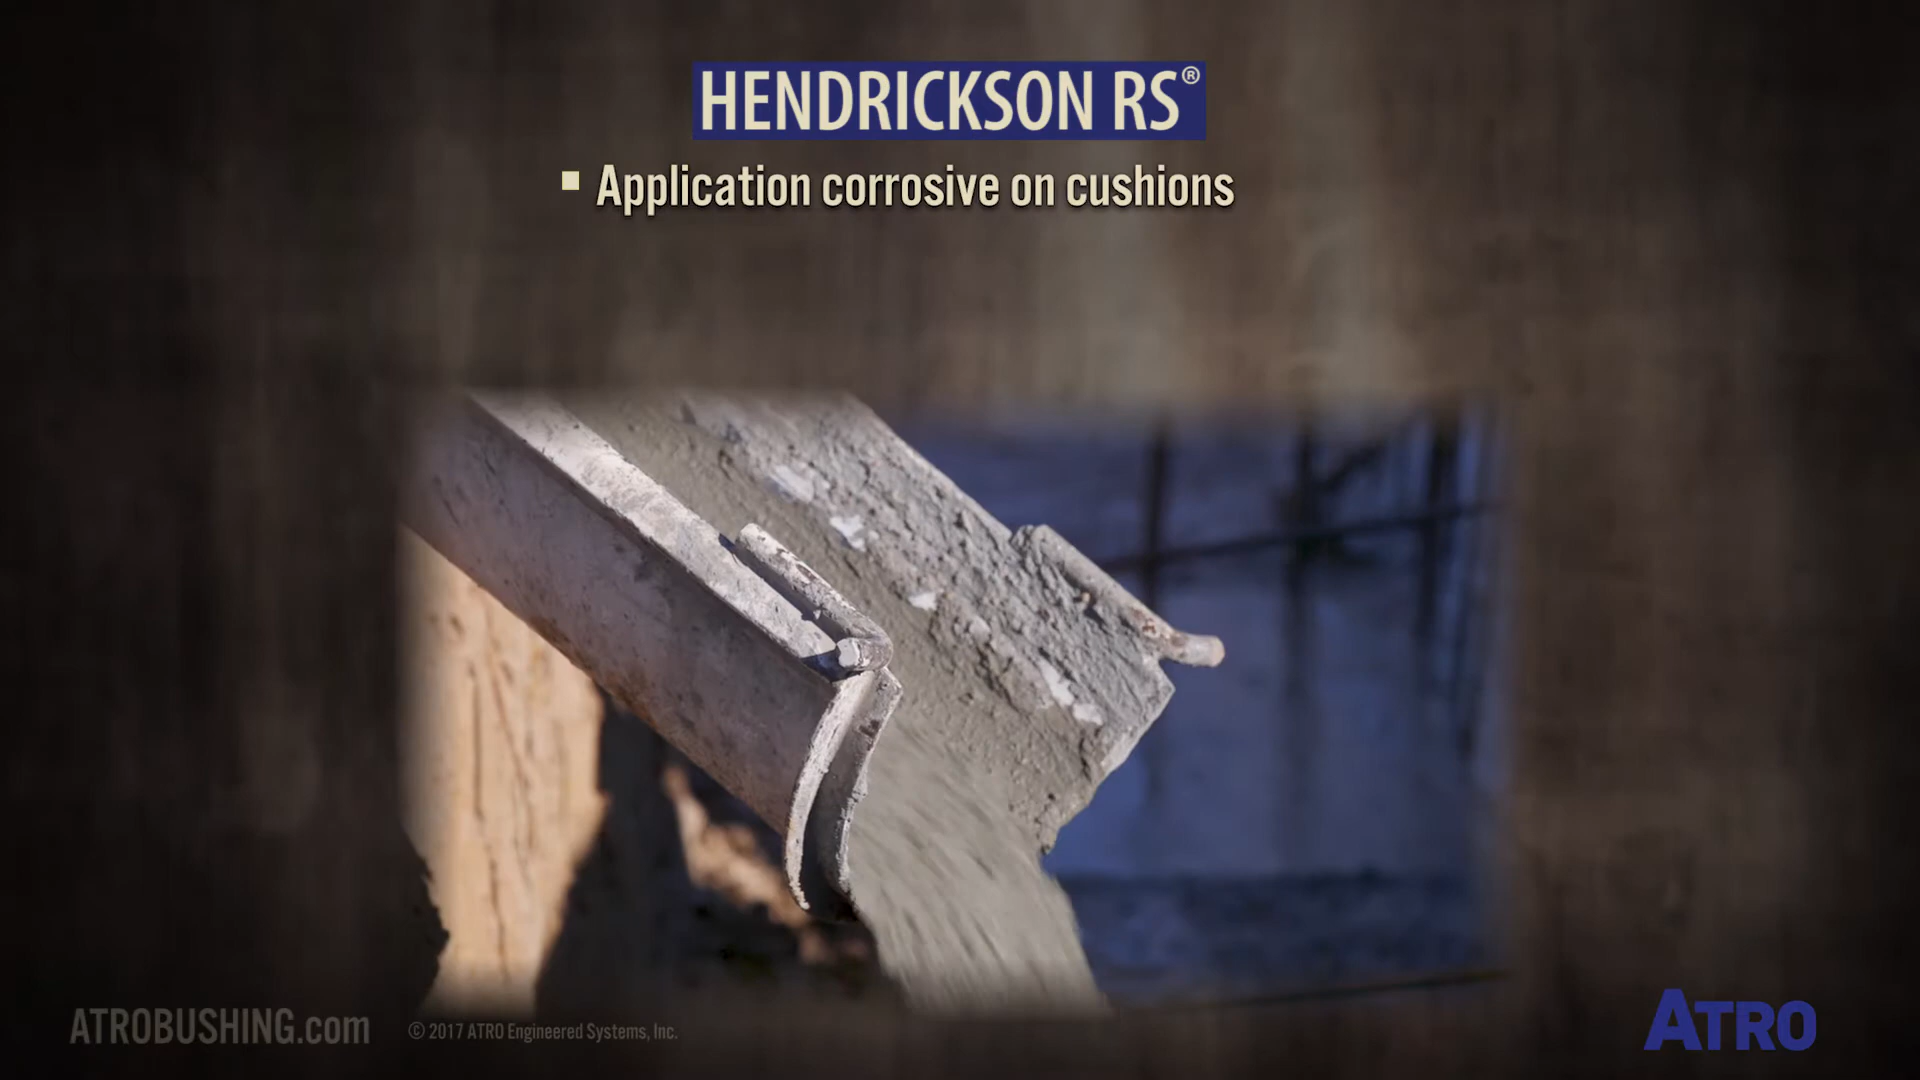 HENDRICKSON RS®
▪ Application corrosive on cushions
ATROBUSHING.com
© 2017 ATRO Engineered Systems, Inc.
ATRO